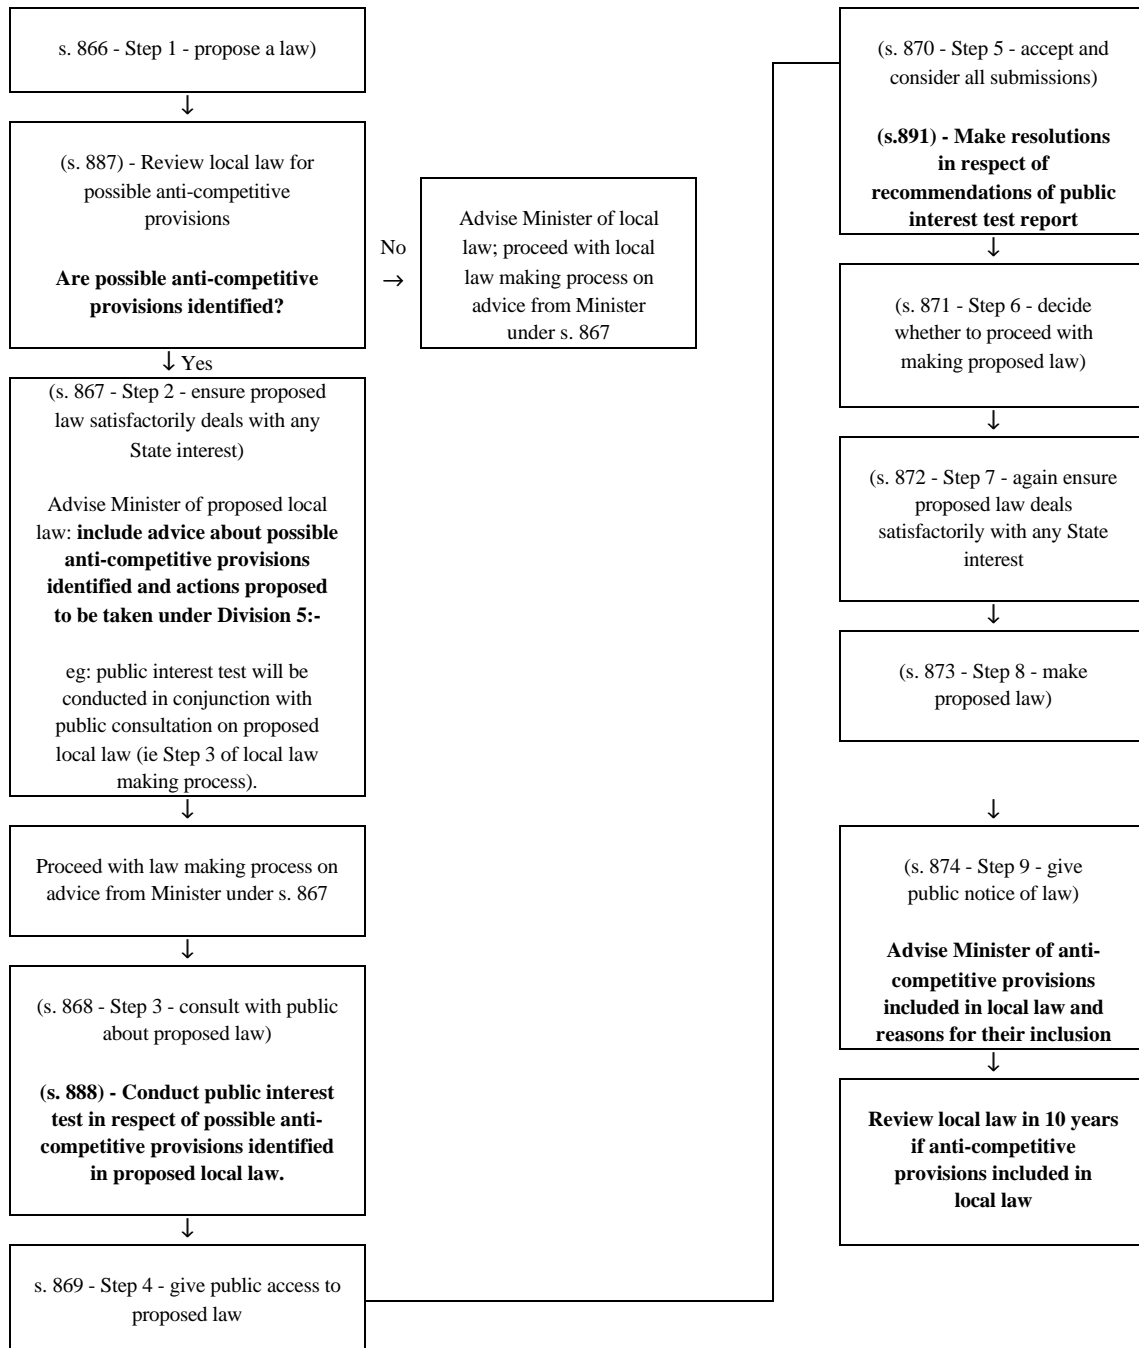 s. 866 - Step 1 - propose a law)
↓
(s. 887) - Review local law for
possible anti-competitive
provisions
Are possible anti-competitive
provisions identified?
No
→
Advise Minister of local
law; proceed with local
law making process on
advice from Minister
under s. 867
↓ Yes
(s. 867 - Step 2 - ensure proposed
law satisfactorily deals with any
State interest)
Advise Minister of proposed local
law: include advice about possible
anti-competitive provisions
identified and actions proposed
to be taken under Division 5:-
eg: public interest test will be
conducted in conjunction with
public consultation on proposed
local law (ie Step 3 of local law
making process).
↓
Proceed with law making process on
advice from Minister under s. 867
↓
(s. 868 - Step 3 - consult with public
about proposed law)
(s. 888) - Conduct public interest
test in respect of possible anti-
competitive provisions identified
in proposed local law.
↓
s. 869 - Step 4 - give public access to
proposed law
(s. 870 - Step 5 - accept and
consider all submissions)
(s.891) - Make resolutions
in respect of
recommendations of public
interest test report
↓
(s. 871 - Step 6 - decide
whether to proceed with
making proposed law)
↓
(s. 872 - Step 7 - again ensure
proposed law deals
satisfactorily with any State
interest
↓
(s. 873 - Step 8 - make
proposed law)
↓
(s. 874 - Step 9 - give
public notice of law)
Advise Minister of anti-
competitive provisions
included in local law and
reasons for their inclusion
↓
Review local law in 10 years
if anti-competitive
provisions included in
local law